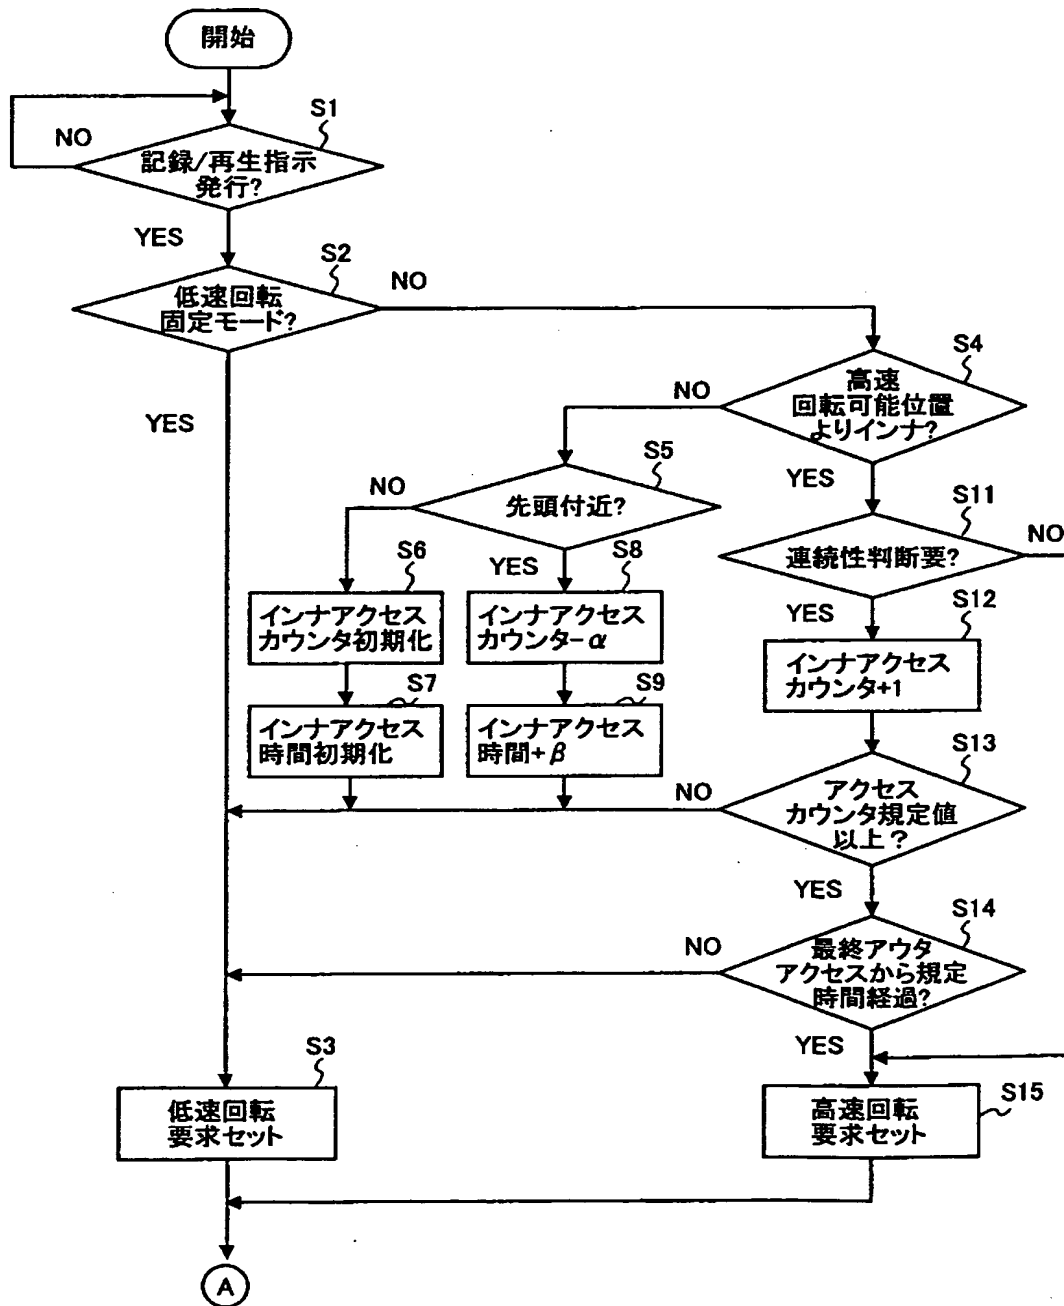 開始
S1
NO
記録/再生指示
発行?
YES
S2
NO
低速回転
固定モード?
YES
S4
NO
高速
回転可能位置
よりインナ?
YES
S5
NO
先頭付近?
YES
S11
NO
連続性判断要?
YES
S6
インナアクセス
カウンタ初期化
S8
インナアクセス
カウンター α
S12
インナアクセス
カウンタ+1
S7
インナアクセス
時間初期化
S9
インナアクセス
時間+β
S13
NO
アクセス
カウンタ規定値
以上?
YES
S14
NO
最終アウタ
アクセスから規定
時間経過?
YES
S3
低速回転
要求セット
S15
高速回転
要求セット
A